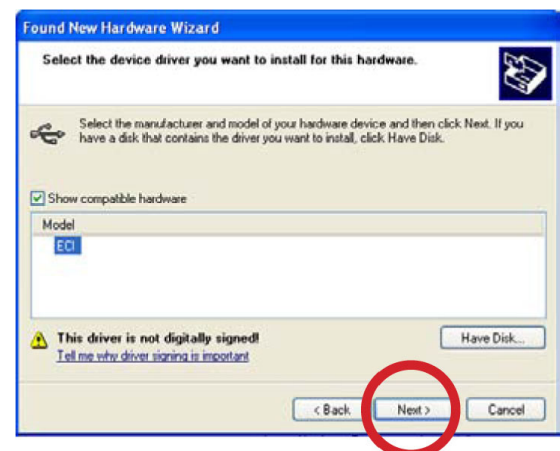 Found New Hardware Wizard
Select the device driver you want to install for this hardware.
Select the manufacturer and model of your hardware device and then click Next. If you
have a disk that contains the driver you want to install, click Have Disk.
Show compatible hardware
Model
ECI
This driver is not digitally signed!
Tell me why driver signing is important
Have Disk...
< Back
Next >
Cancel